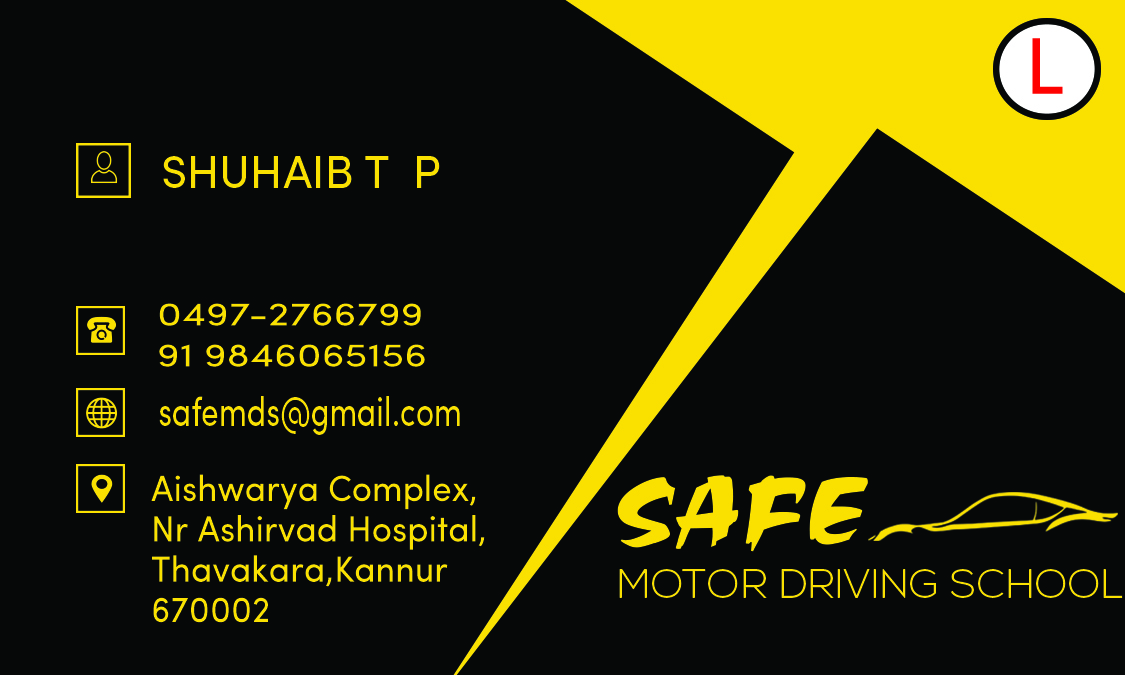 L
SHUHAIB T P
0497-2766799
91 9846065156
safemds@gmail.com
Aishwarya Complex,
Nr Ashirvad Hospital,
Thavakara,Kannur
670002
SAFE
MOTOR DRIVING SCHOOL